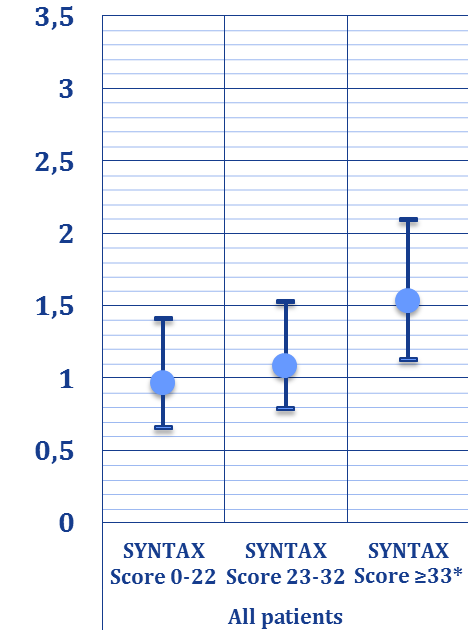 3,5
3
2,5
2
1,5
1
0,5
0
SYNTAX SYNTAX SYNTAX
Score 0-22 Score 23-32 Score ≥33*
All patients